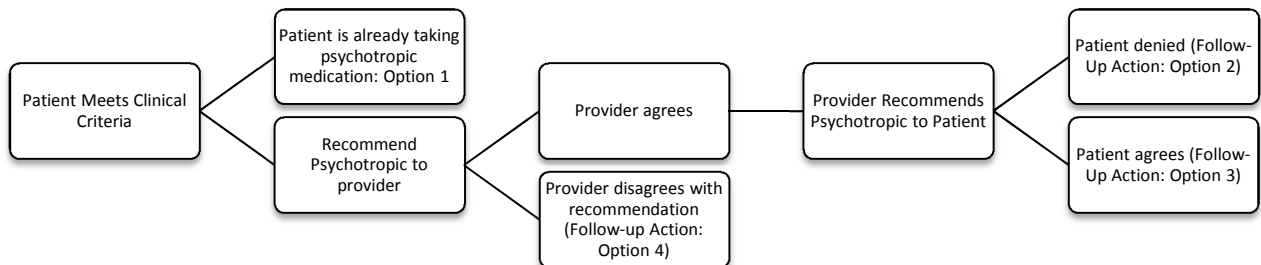 Patient Meets Clinical
Criteria
Patient is already taking
psychotropic
medication: Option 1
Recommend
Psychotropic to
provider
Provider agrees
Provider disagrees with
recommendation
(Follow-up Action:
Option 4)
Provider Recommends
Psychotropic to Patient
Patient denied (Follow-
Up Action: Option 2)
Patient agrees (Follow-
Up Action: Option 3)